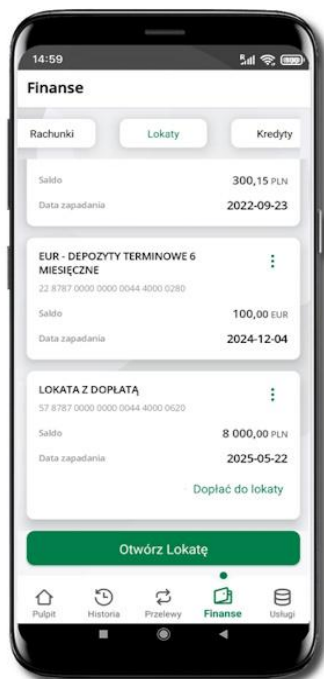 14:59
Finanse
Rachunki Lokaty Kredyty
Saldo 300,15 PLN
Data zapadania 2022-09-23
EUR - DEPOZYTY TERMINOWE 6
MIESIĘCZNE
22 8787 0000 0000 0044 4000 0280
Saldo 100,00 EUR
Data zapadania 2024-12-04
LOKATA Z DOPŁATĄ
57 8787 0000 0000 0044 4000 0620
Saldo 8 000,00 PLN
Data zapadania 2025-05-22
Dopłać do lokaty
Otwórz Lokatę
Pulpit Historia Przelewy Finanse Usługi